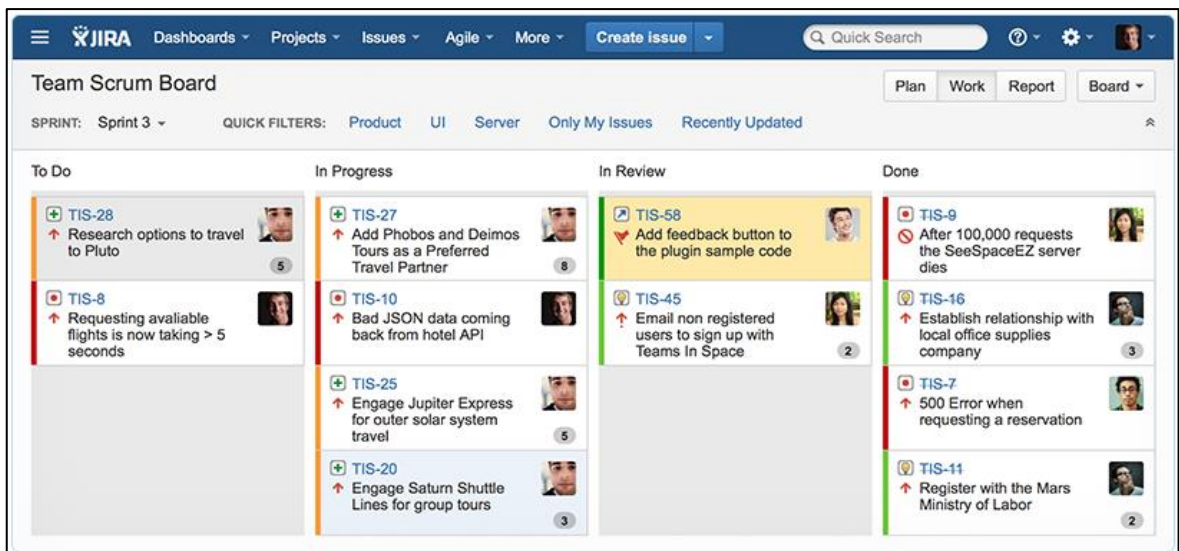 JIRA Dashboards Projects Issues Agile More Create issue Quick Search
Team Scrum Board
Plan Work Report Board
SPRINT: Sprint 3 QUICK FILTERS: Product UI Server Only My Issues Recently Updated
To Do
TIS-28
Research options to travel
to Pluto
5
TIS-8
Requesting avaliable
flights is now taking > 5
seconds
In Progress
TIS-27
Add Phobos and Deimos
Tours as a Preferred
Travel Partner
8
TIS-10
Bad JSON data coming
back from hotel API
TIS-25
Engage Jupiter Express
for outer solar system
travel
5
TIS-20
Engage Saturn Shuttle
Lines for group tours
3
In Review
TIS-58
Add feedback button to
the plugin sample code
TIS-45
Email non registered
users to sign up with
Teams In Space
2
Done
TIS-9
After 100,000 requests
the SeeSpaceEZ server
dies
TIS-16
Establish relationship with
local office supplies
company
3
TIS-7
500 Error when
requesting a reservation
TIS-11
Register with the Mars
Ministry of Labor
2